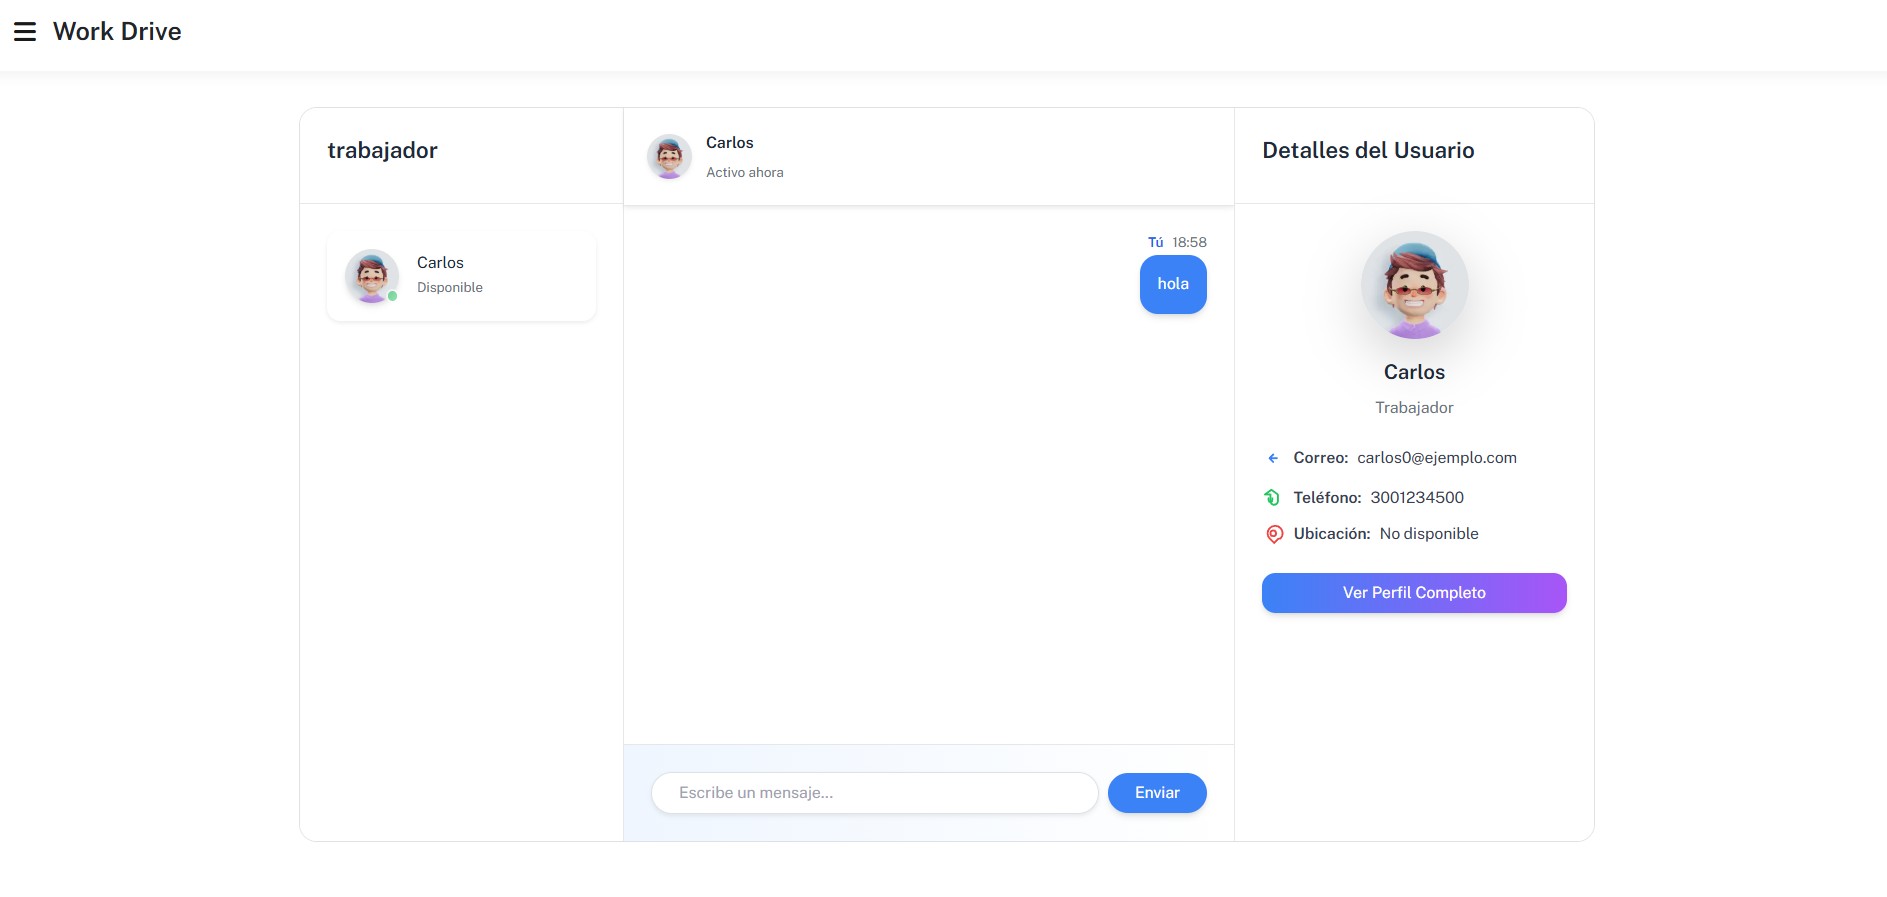 Work Drive
trabajador
Carlos
Disponible
Carlos
Activo ahora
Tú 18:58
hola
Escribe un mensaje...
Enviar
Detalles del Usuario
Carlos
Trabajador
Correo: carlos0@ejemplo.com
Teléfono: 3001234500
Ubicación: No disponible
Ver Perfil Completo